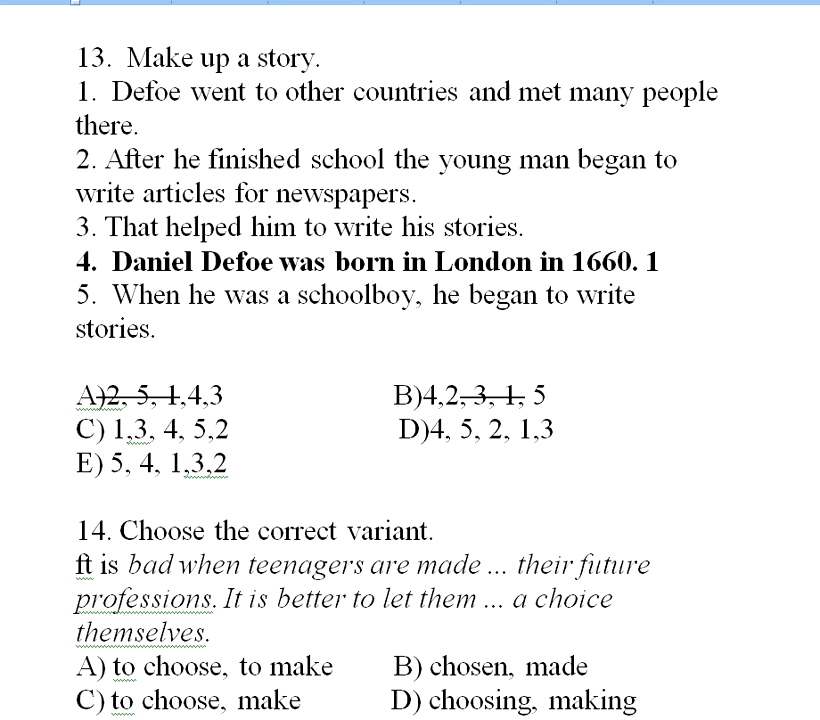 13. Make up a story.
1. Defoe went to other countries and met many people
there.
2. After he finished school the young man began to
write articles for newspapers.
3. That helped him to write his stories.
4. Daniel Defoe was born in London in 1660. 1
5. When he was a schoolboy, he began to write
stories.
A)2, 5, 1,4,3 B)4,2, 3, 1, 5
C) 1,3, 4, 5,2 D)4, 5, 2, 1,3
E) 5, 4, 1,3,2
14. Choose the correct variant.
ft is bad when teenagers are made ... their future
professions. It is better to let them ... a choice
themselves.
A) to choose, to make B) chosen, made
C) to choose, make D) choosing, making